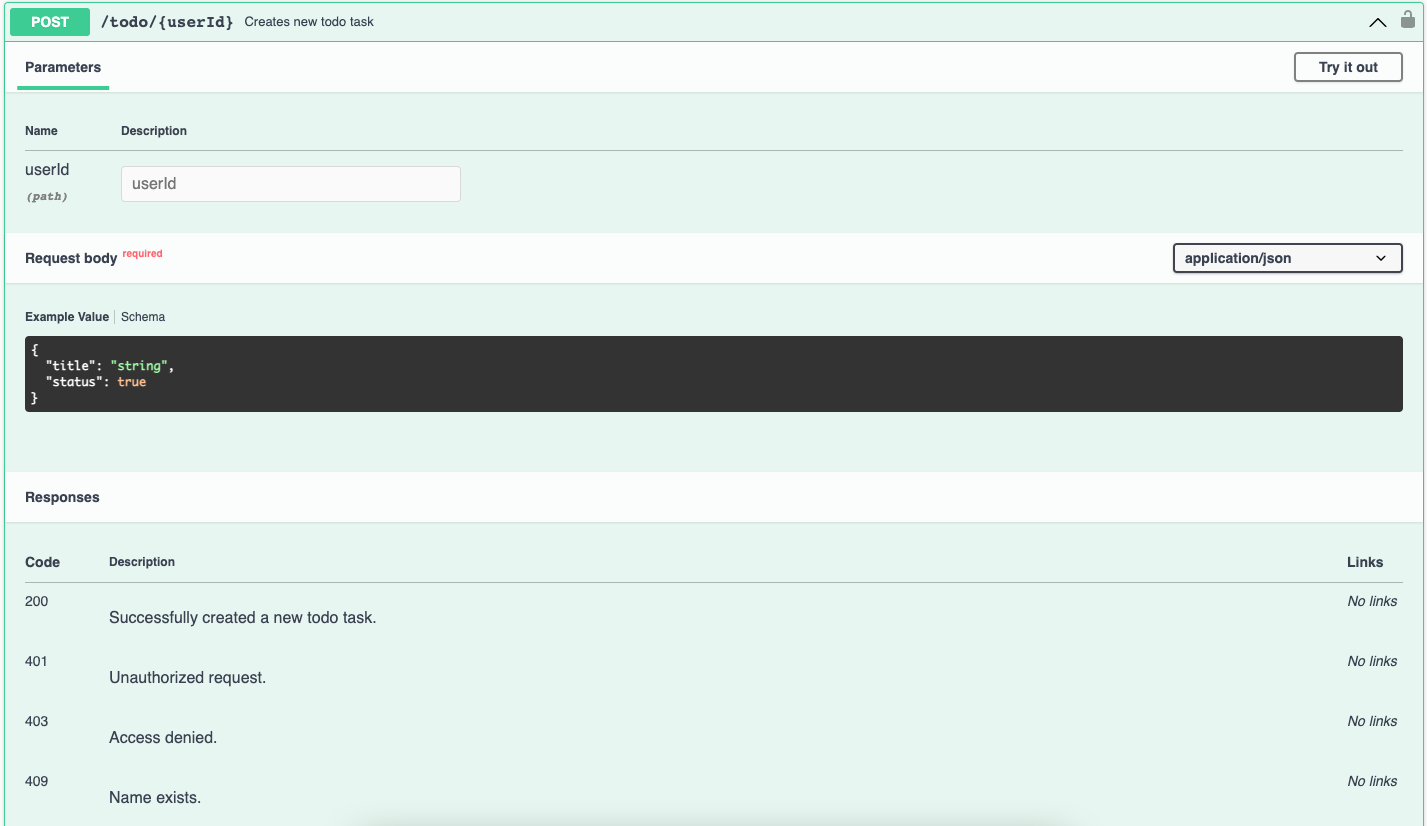 POST /todo/{userId} Creates new todo task
Parameters
Try it out
Name Description
userId
(path)
userId
Request body required
application/json
Example Value Schema
{
"title": "string",
"status": true
}
Responses
Code Description Links
200
Successfully created a new todo task.
No links
401
Unauthorized request.
No links
403
Access denied.
No links
409
Name exists.
No links